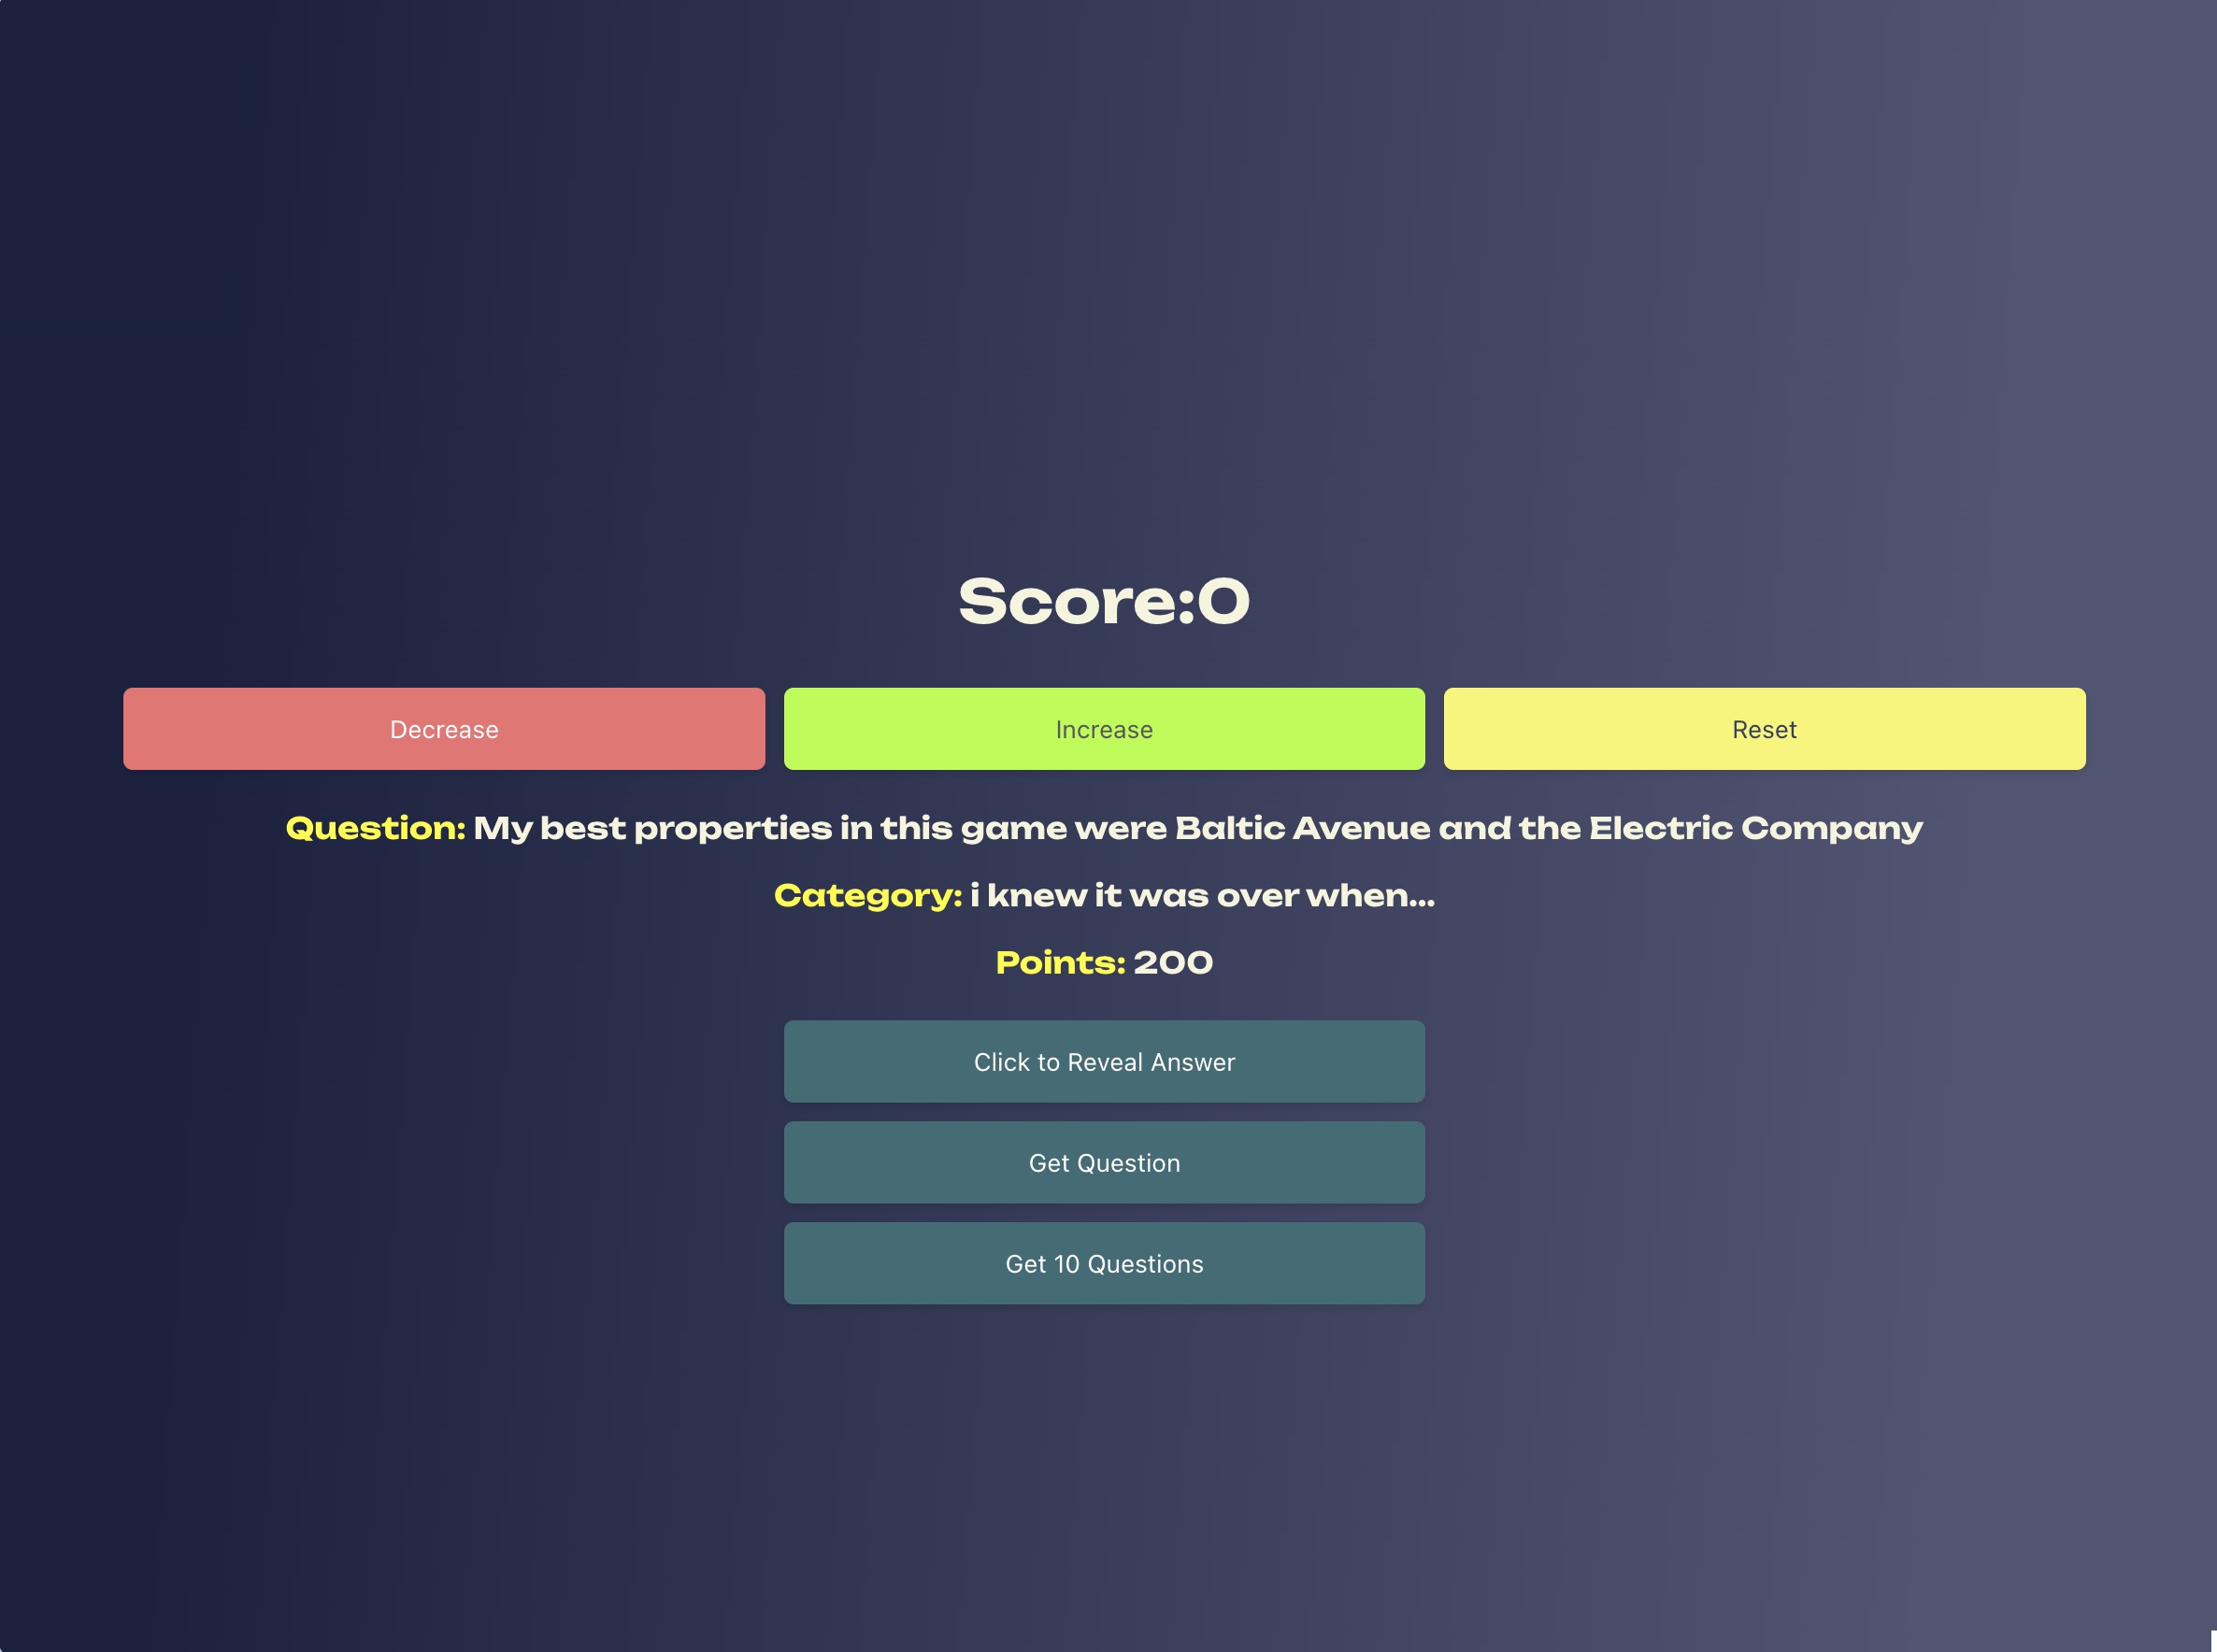 Score:0
Decrease
Increase
Reset
Question: My best properties in this game were Baltic Avenue and the Electric Company
Category: i knew it was over when...
Points: 200
Click to Reveal Answer
Get Question
Get 10 Questions